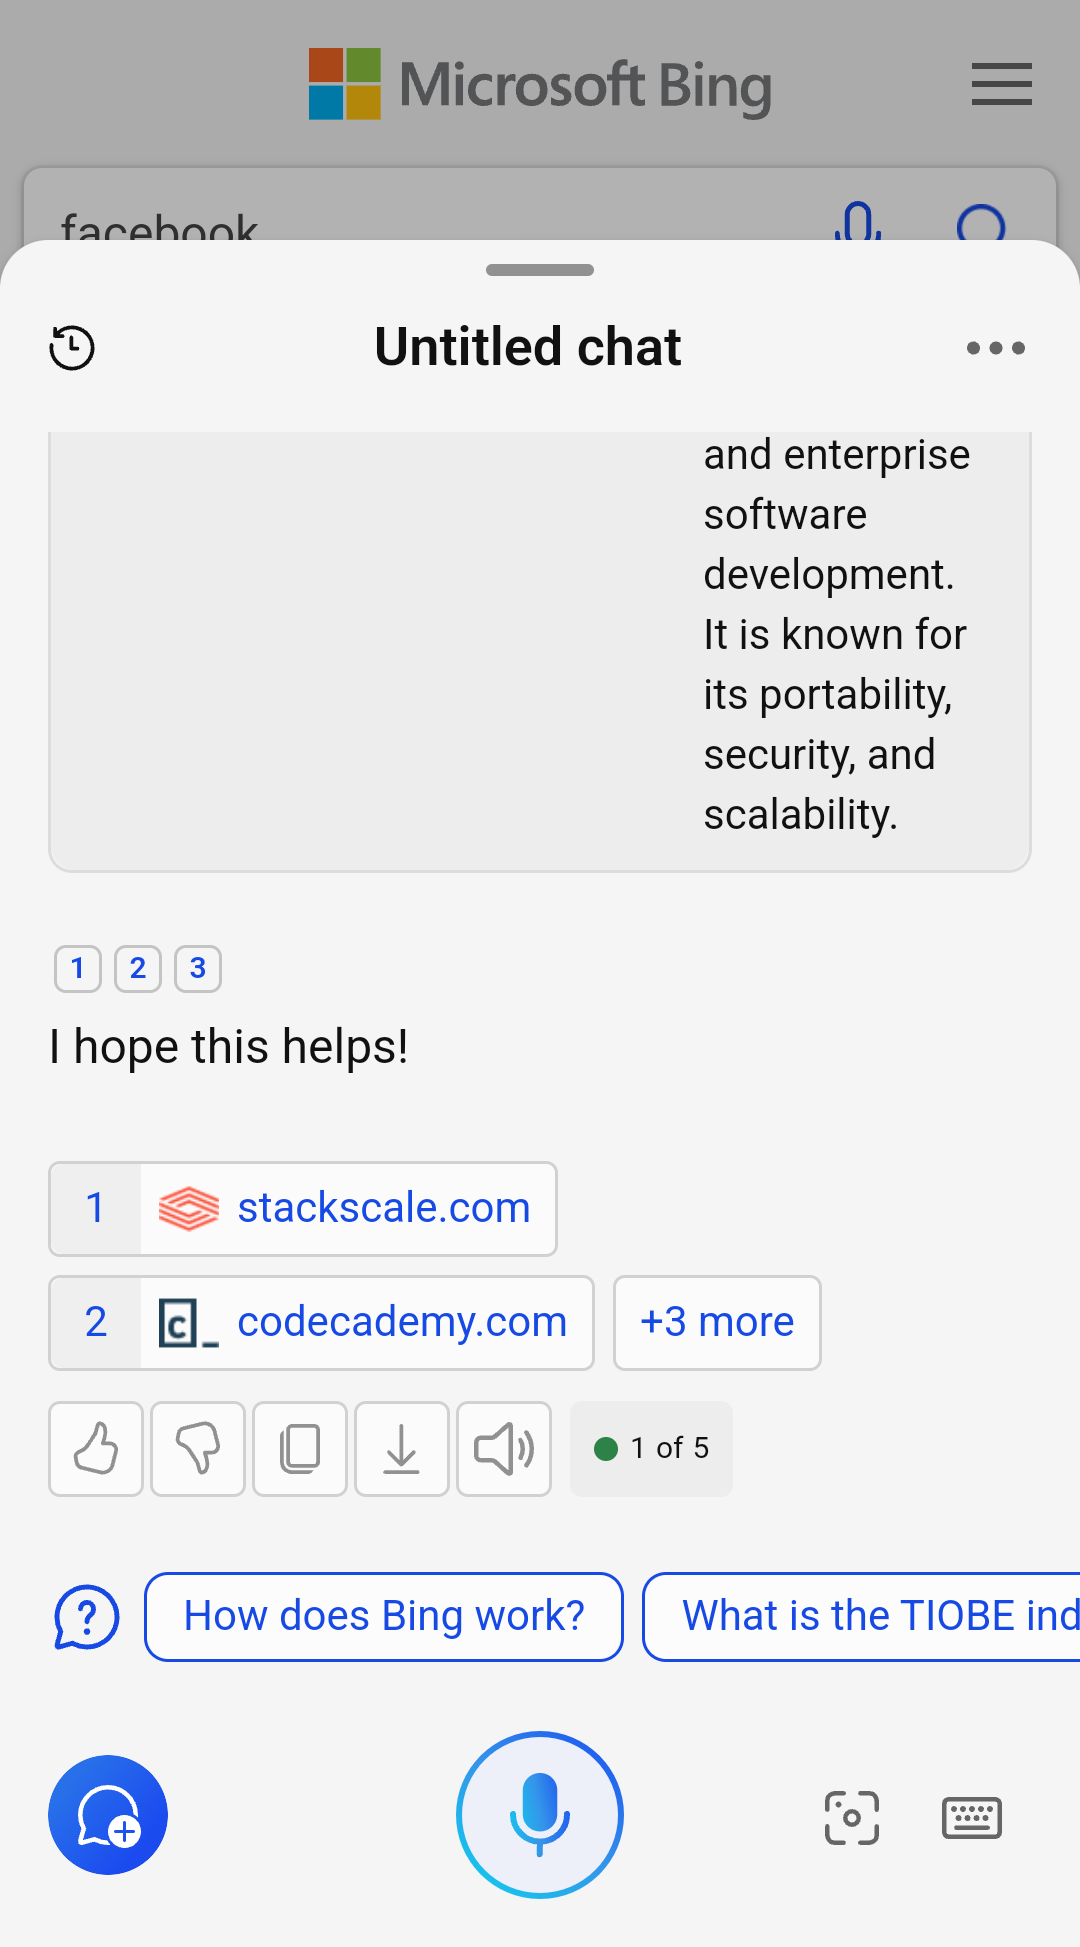 Microsoft Bing
facebook
Untitled chat
and enterprise
software
development.
It is known for
its portability,
security, and
scalability.
1 2 3
I hope this helps!
1 stackscale.com
2 codecademy.com +3 more
1 of 5
How does Bing work? What is the TIOBE ind